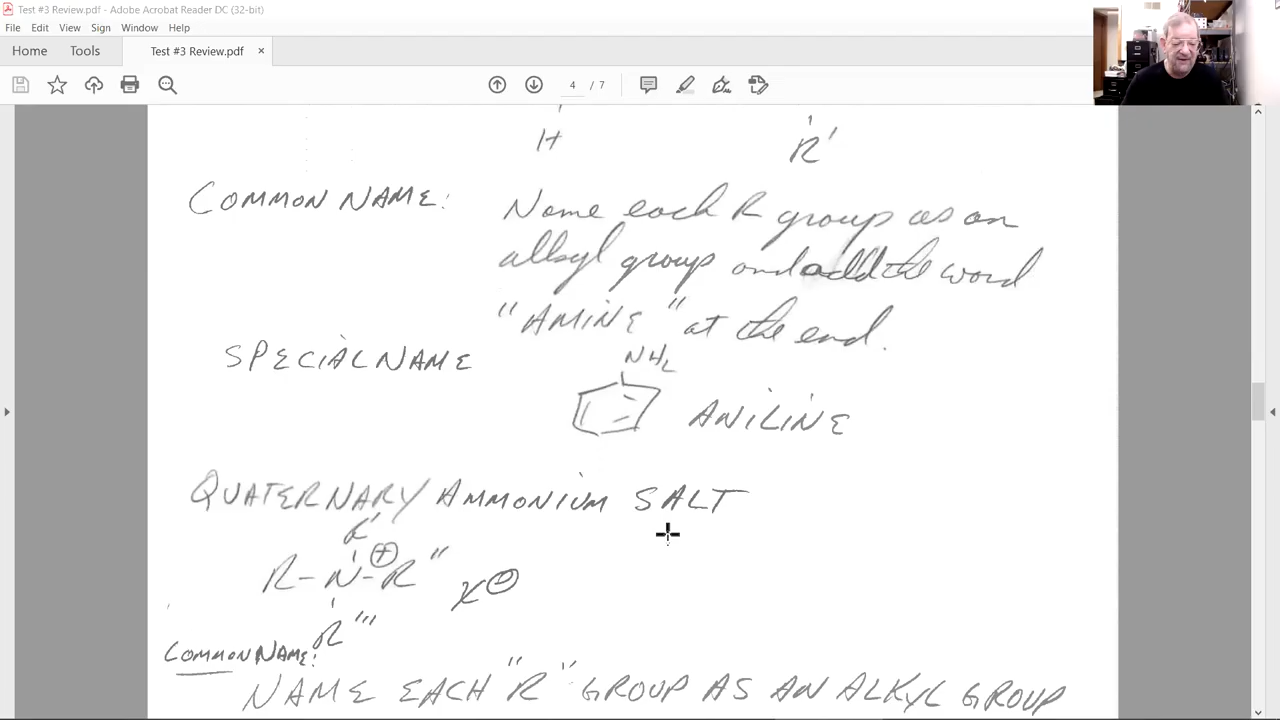 Test #3 Review.pdf - Adobe Acrobat Reader DC (32-bit)
File Edit View Sign Window Help
Home Tools Test #3 Review.pdf ×
4 / 7
H R'
COMMON NAME: Name each R group as an
alkyl group and add the word
"AMINE" at the end.
SPECIAL NAME NH2
ANILINE
QUATERNARY AMMONIUM SALT
R'
R-N-R" X
⊕ ⊖
R'''
COMMON NAME:
NAME EACH "R" GROUP AS AN ALKYL GROUP